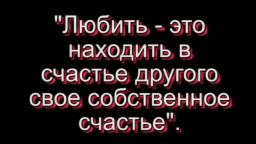 "Любить - это
находить в
счастье другого
свое собственное
счастье".